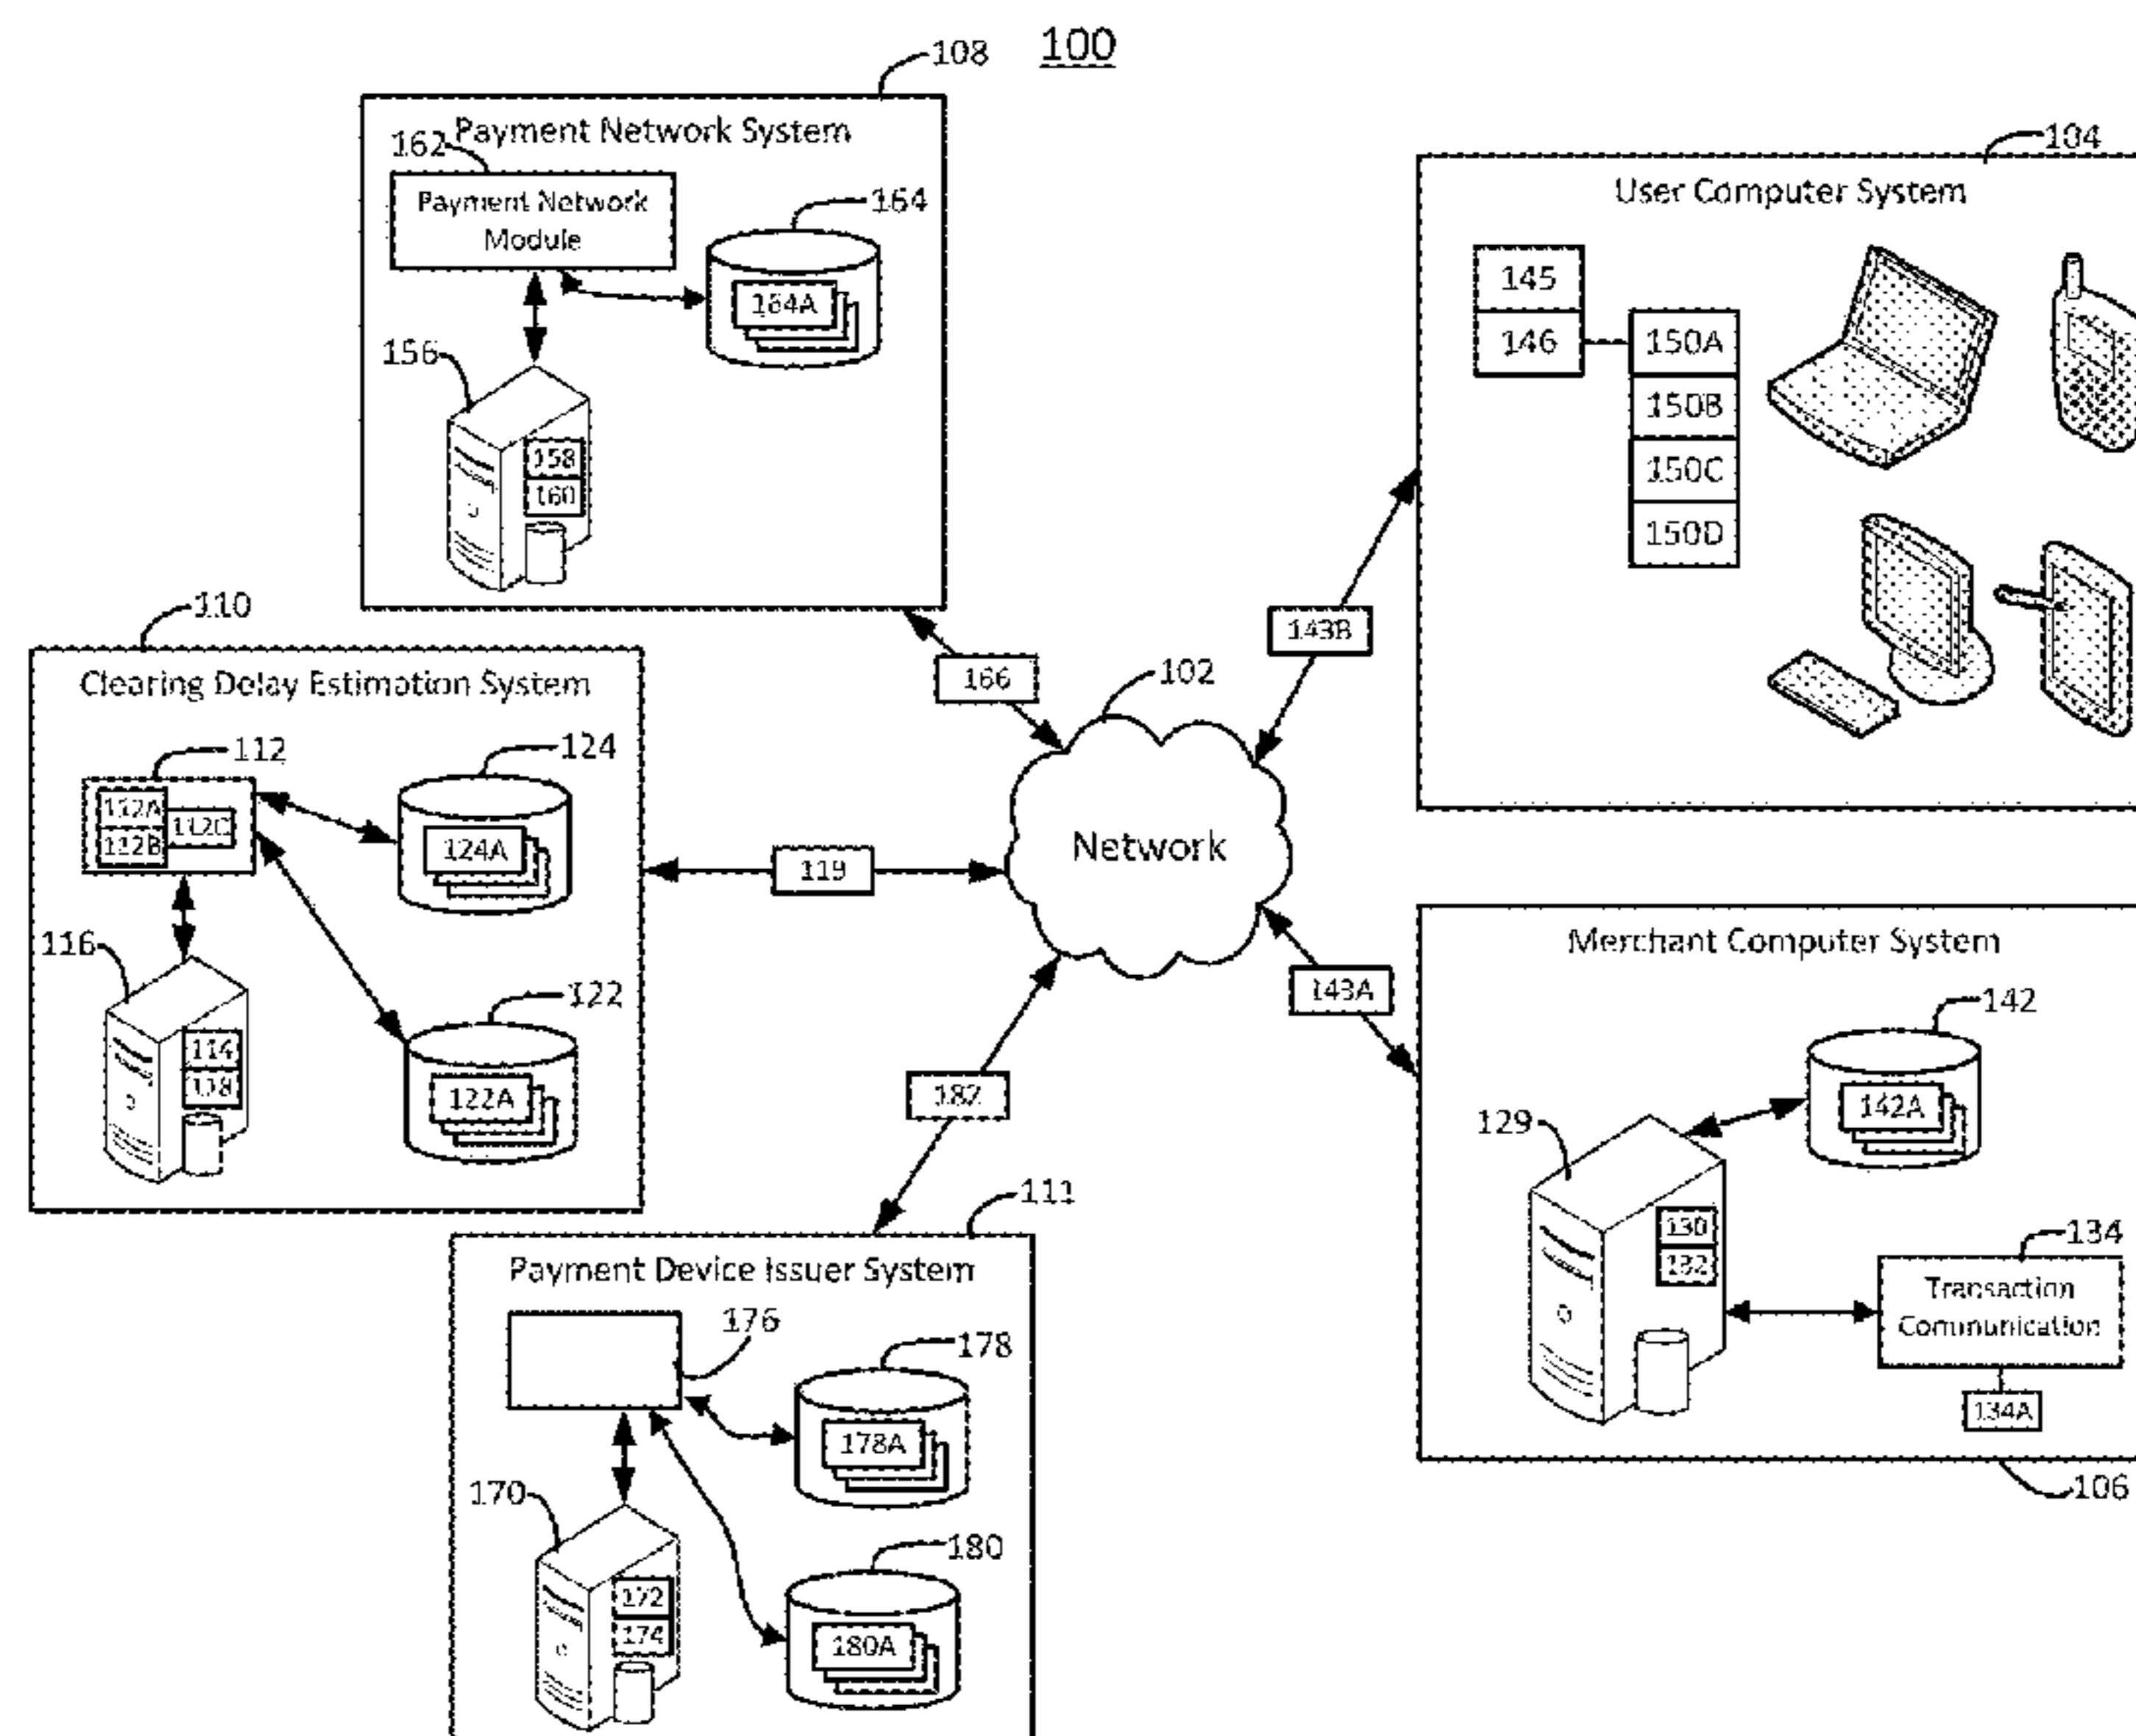 100
108
Payment Network System
162
Payment Network
Module
164
164A
156
158
160
104
User Computer System
145
146
150A
150B
150C
150D
110
Clearing Delay Estimation System
112
112A
112B
112C
124
124A
116
114
118
122
122A
166
143B
102
Network
119
143A
182
Merchant Computer System
142
142A
129
130
132
134
Transaction
Communication
134A
106
111
Payment Device Issuer System
176
178
178A
170
172
174
180
180A